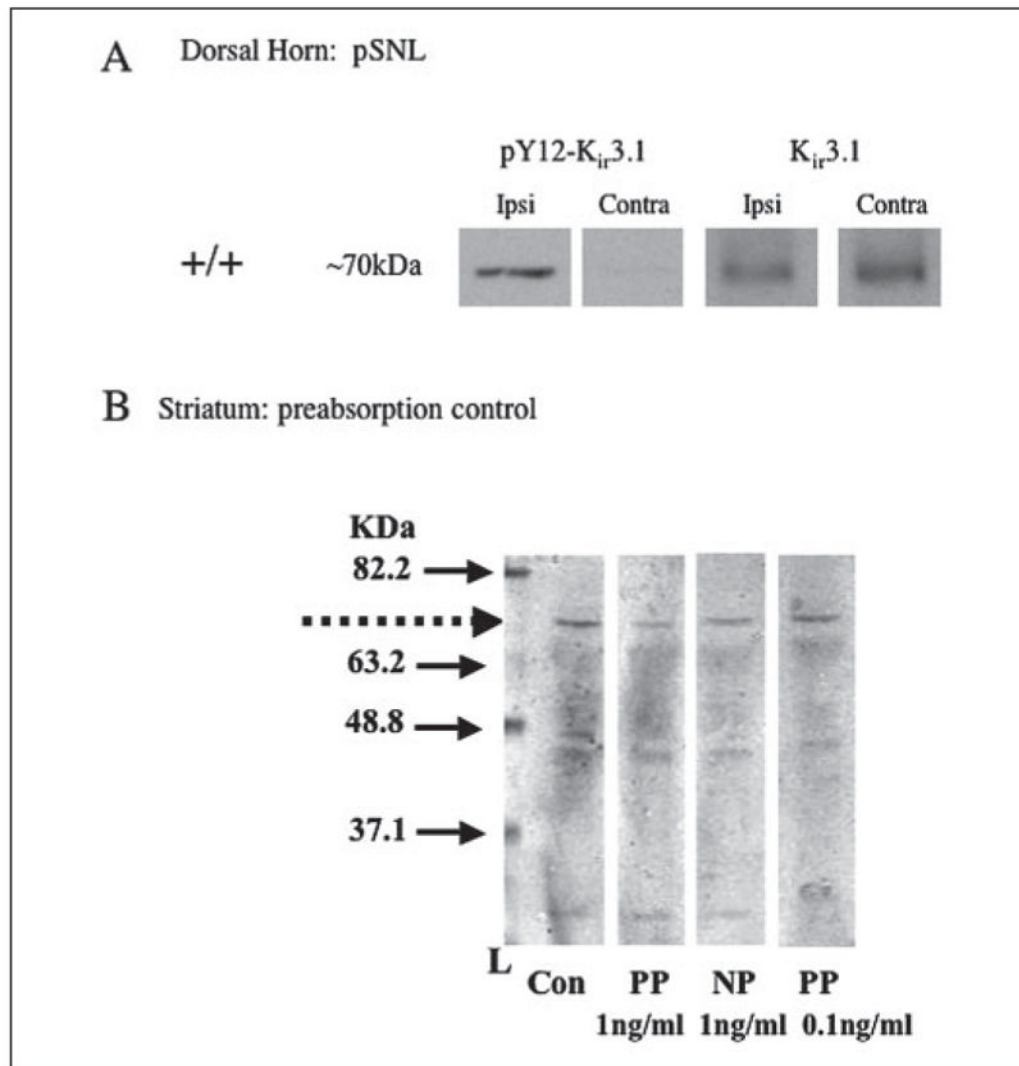 A Dorsal Horn: pSNL
pY12-Kir3.1 Kir3.1
Ipsi Contra Ipsi Contra
+/+ ~70kDa
B Striatum: preabsorption control
KDa
82.2
63.2
48.8
37.1
L Con PP NP PP
1ng/ml 1ng/ml 0.1ng/ml